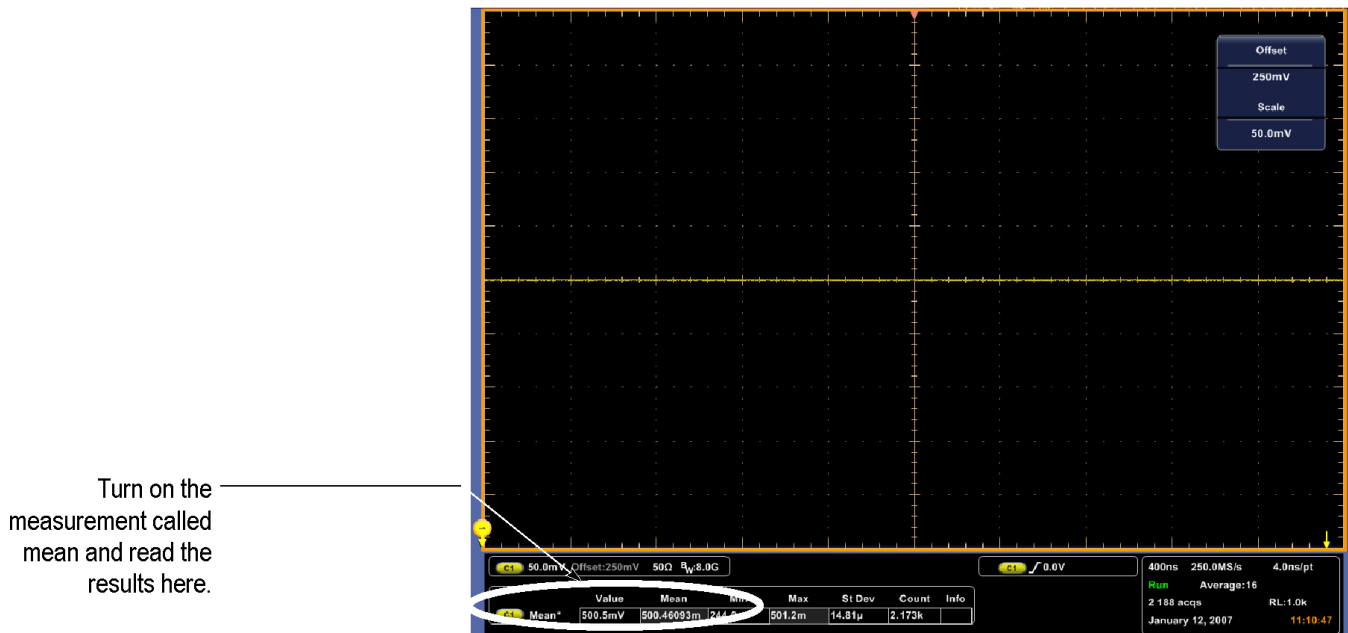 Offset
250mV
Scale
50.0mV
Turn on the
measurement called
mean and read the
results here.
C1 50.0mV Offset:250mV 50Ω BW:8.0G
C1 0.0V
400ns 250.0MS/s 4.0ns/pt
Run Average:16
2 188 acqs RL:1.0k
January 12, 2007 11:10:47
Value Mean Max St Dev Count Info
C1 Mean* 500.5mV 500.46093m 501.2m 14.81µ 2.173k